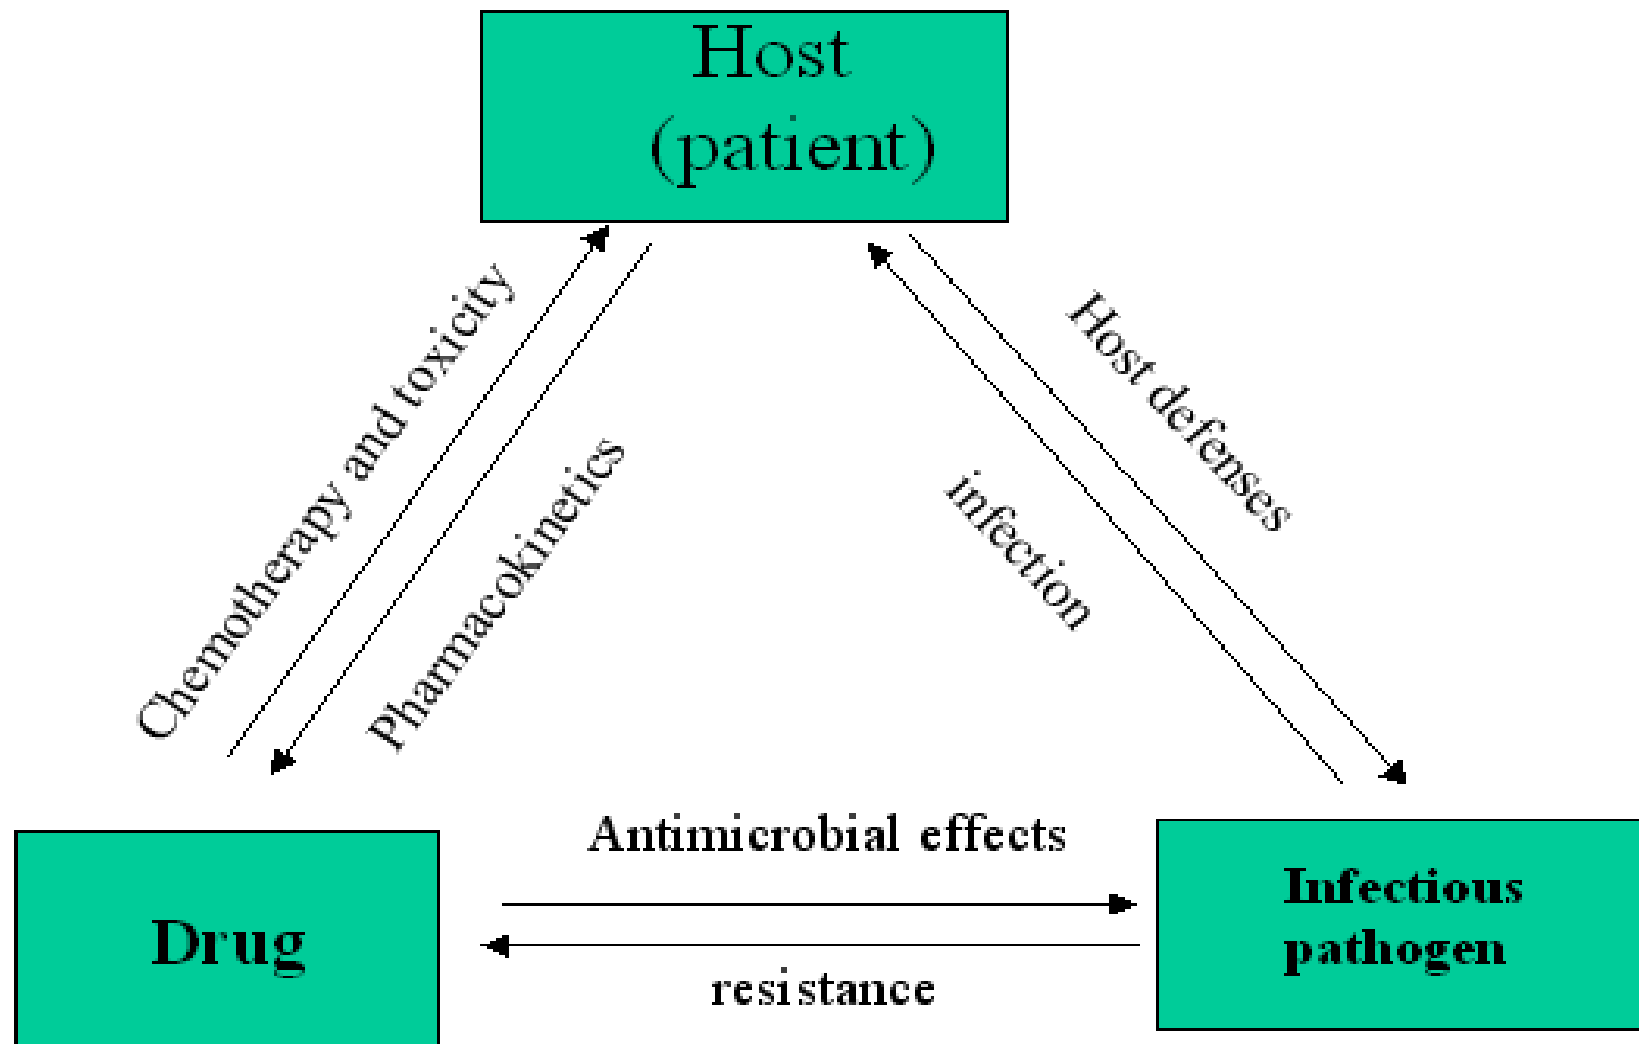 Host
(patient)
Chemotherapy and toxicity
Pharmacokinetics
Host defenses
infection
Antimicrobial effects
resistance
Drug
Infectious
pathogen